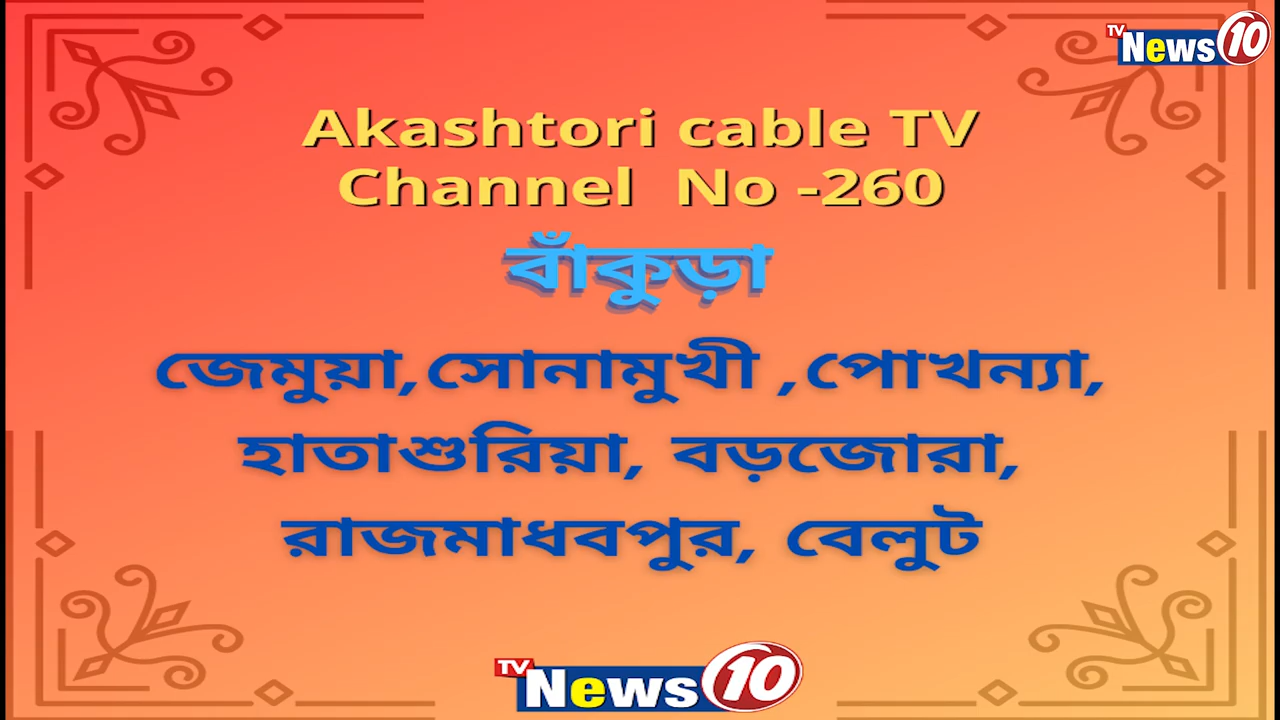 TV News 10
Akashtori cable TV
Channel No -260
বাঁকুড়া
জেমুয়া,সোনামুখী ,পোখন্যা,
হাতাশুরিয়া, বড়জোরা,
রাজমাধবপুর, বেলুট
TV News 10